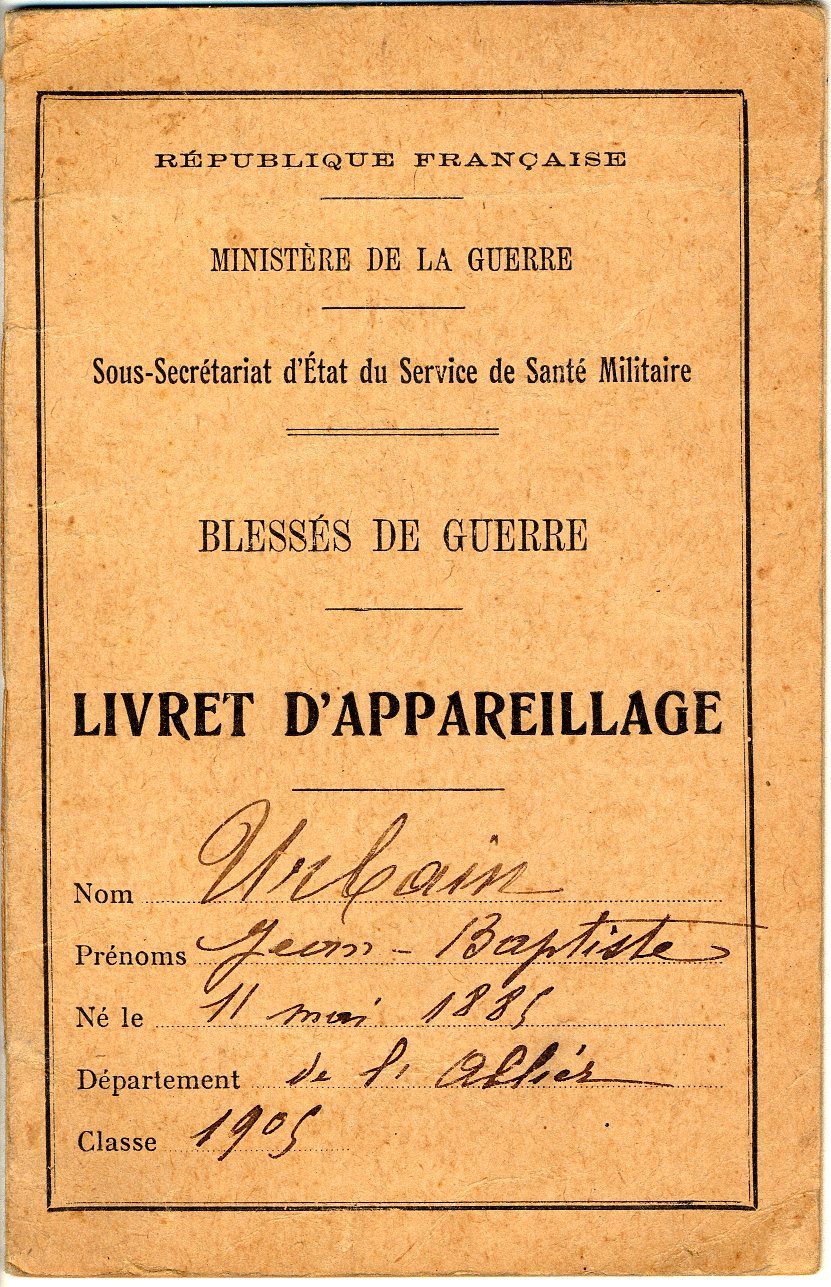 RÉPUBLIQUE FRANÇAISE
MINISTÈRE DE LA GUERRE
Sous-Secrétariat d'État du Service de Santé Militaire
BLESSÉS DE GUERRE
LIVRET D'APPAREILLAGE
Nom Urbain
Prénoms Jean-Baptiste
Né le 11 mai 1885
Département de l'Allier
Classe 1905